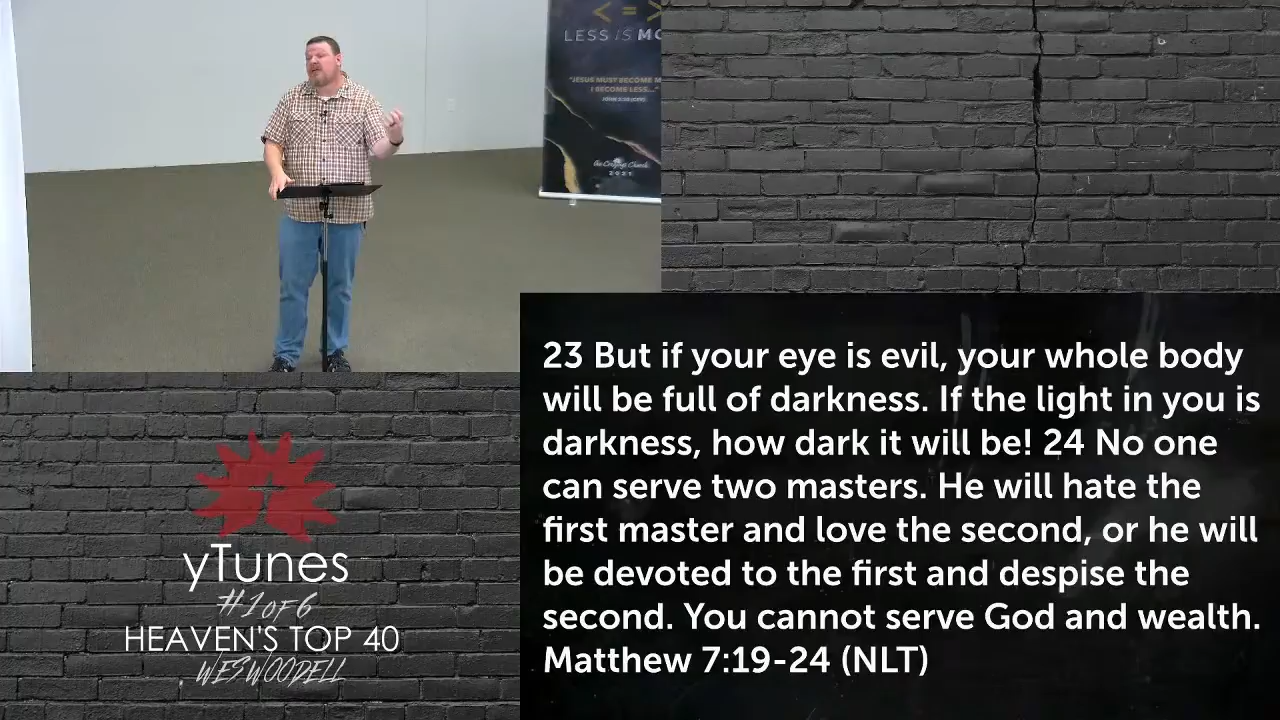 < = >
LESS IS MO
"JESUS MUST BECOME M
I BECOME LESS..."
2021
23 But if your eye is evil, your whole body
will be full of darkness. If the light in you is
darkness, how dark it will be! 24 No one
can serve two masters. He will hate the
first master and love the second, or he will
be devoted to the first and despise the
second. You cannot serve God and wealth.
Matthew 7:19-24 (NLT)
yTunes
#1 OF 6
HEAVEN'S TOP 40
WES WOODELL